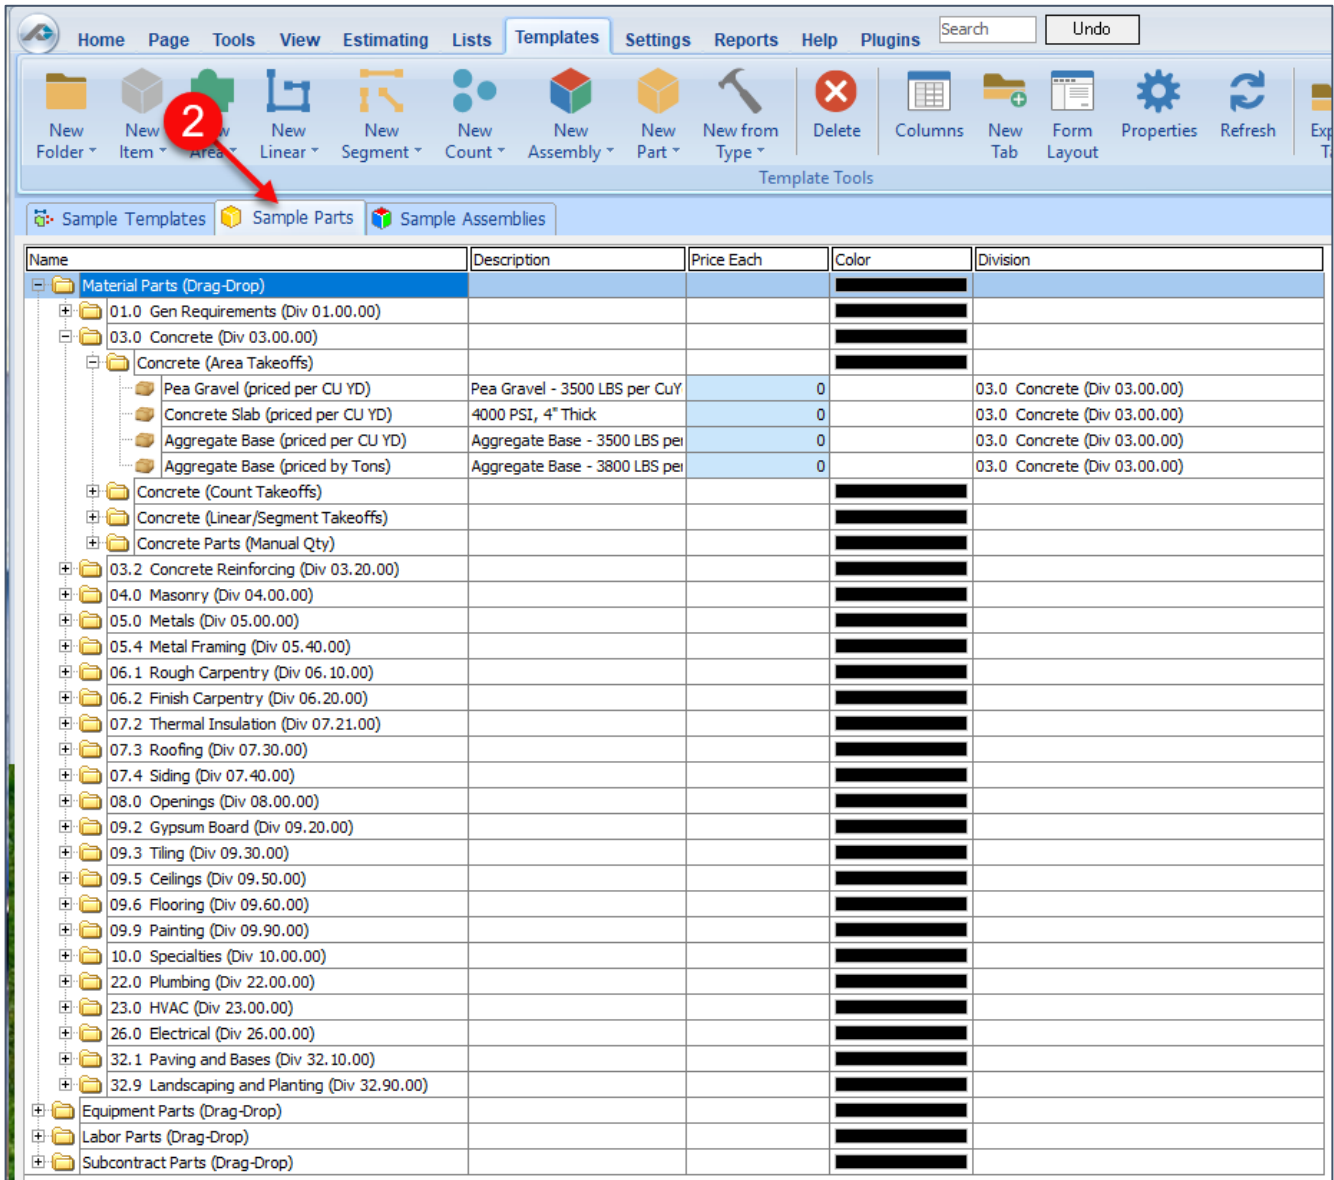 Home Page Tools View Estimating Lists Templates Settings Reports Help Plugins Search Undo
New Folder New Item New Linear New Segment New Count New Assembly New Part New from Type Delete Columns New Tab Form Layout Properties Refresh
2
Template Tools
Sample Templates Sample Parts Sample Assemblies
Name Description Price Each Color Division
Material Parts (Drag-Drop)
01.0 Gen Requirements (Div 01.00.00)
03.0 Concrete (Div 03.00.00)
Concrete (Area Takeoffs)
Pea Gravel (priced per CU YD) Pea Gravel - 3500 LBS per CuY 0 03.0 Concrete (Div 03.00.00)
Concrete Slab (priced per CU YD) 4000 PSI, 4" Thick 0 03.0 Concrete (Div 03.00.00)
Aggregate Base (priced per CU YD) Aggregate Base - 3500 LBS per 0 03.0 Concrete (Div 03.00.00)
Aggregate Base (priced by Tons) Aggregate Base - 3800 LBS per 0 03.0 Concrete (Div 03.00.00)
Concrete (Count Takeoffs)
Concrete (Linear/Segment Takeoffs)
Concrete Parts (Manual Qty)
03.2 Concrete Reinforcing (Div 03.20.00)
04.0 Masonry (Div 04.00.00)
05.0 Metals (Div 05.00.00)
05.4 Metal Framing (Div 05.40.00)
06.1 Rough Carpentry (Div 06.10.00)
06.2 Finish Carpentry (Div 06.20.00)
07.2 Thermal Insulation (Div 07.21.00)
07.3 Roofing (Div 07.30.00)
07.4 Siding (Div 07.40.00)
08.0 Openings (Div 08.00.00)
09.2 Gypsum Board (Div 09.20.00)
09.3 Tiling (Div 09.30.00)
09.5 Ceilings (Div 09.50.00)
09.6 Flooring (Div 09.60.00)
09.9 Painting (Div 09.90.00)
10.0 Specialties (Div 10.00.00)
22.0 Plumbing (Div 22.00.00)
23.0 HVAC (Div 23.00.00)
26.0 Electrical (Div 26.00.00)
32.1 Paving and Bases (Div 32.10.00)
32.9 Landscaping and Planting (Div 32.90.00)
Equipment Parts (Drag-Drop)
Labor Parts (Drag-Drop)
Subcontract Parts (Drag-Drop)